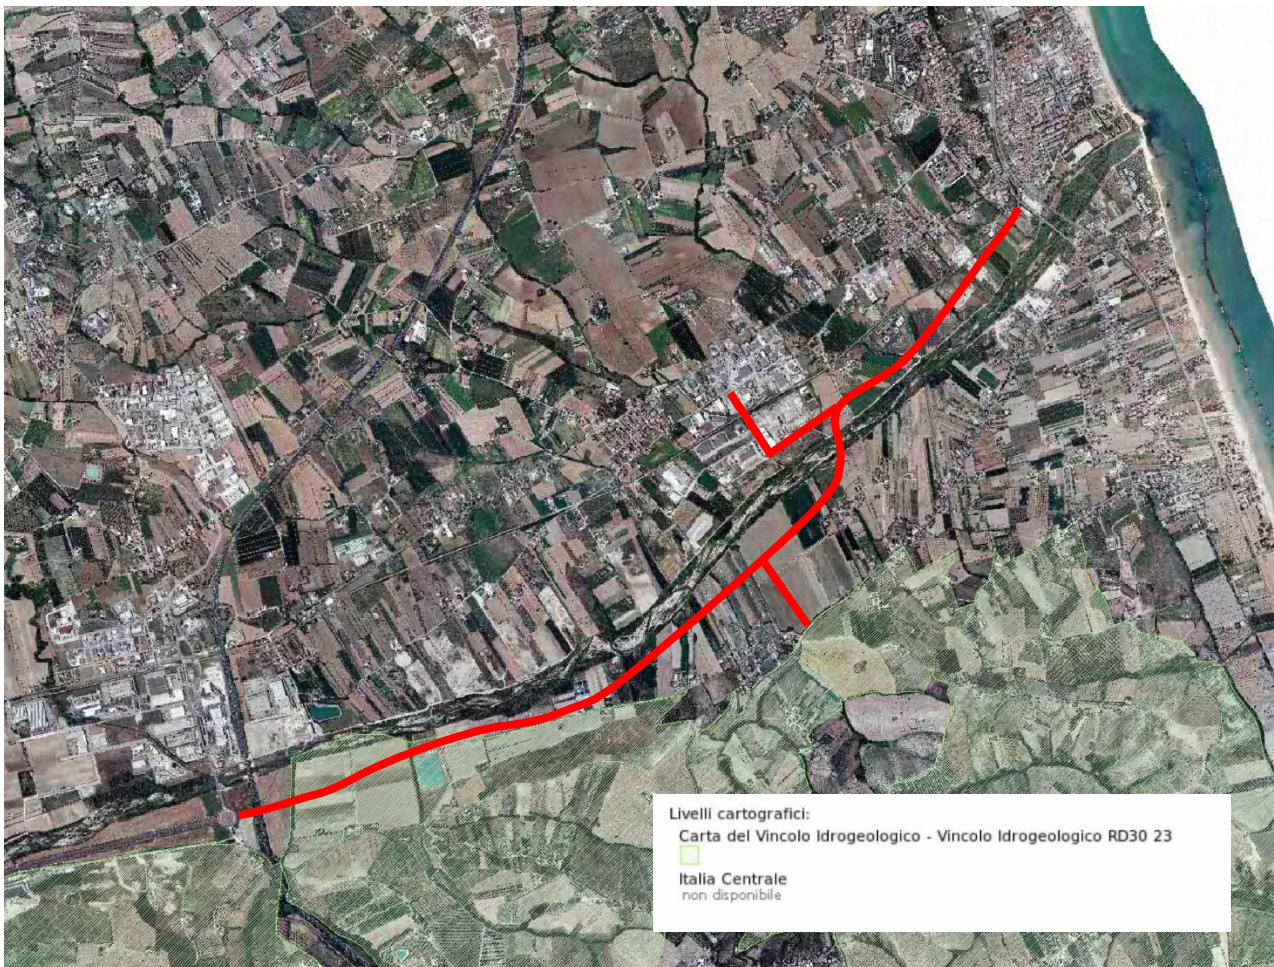 Livelli cartografici:
Carta del Vincolo Idrogeologico - Vincolo Idrogeologico RD30 23
Italia Centrale
non disponibile